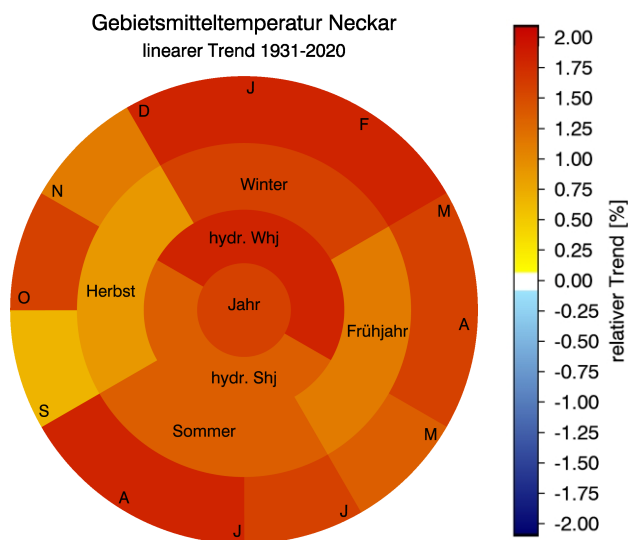 Gebietsmitteltemperatur Neckar
linearer Trend 1931-2020
J
F
M
A
M
J
J
A
S
O
N
D
Winter
hydr. Whj
Herbst
Jahr
Frühjahr
hydr. Shj
Sommer
2.00
1.75
1.50
1.25
1.00
0.75
0.50
0.25
0.00
-0.25
-0.50
-0.75
-1.00
-1.25
-1.50
-1.75
-2.00
relativer Trend [%]